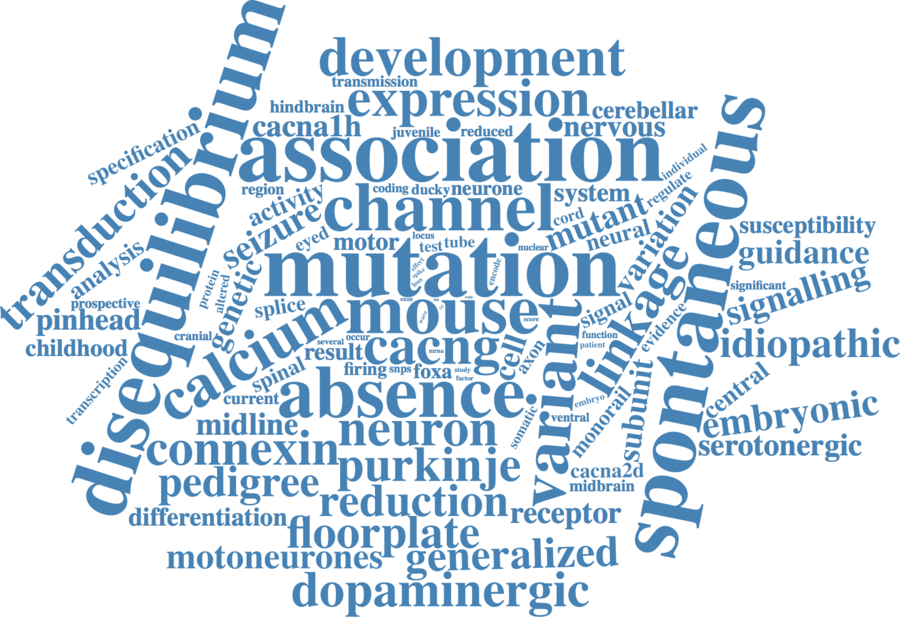 development
transmission
expression
hindbrain
cerebellar
cacna1h
juvenile
reduced
nervous
association
specification
disequilibrium
transduction
region
activity
coding
ducky
neurone
system
individual
regulate
spontaneous
channel
cord
mutant
variation
seizure
eyed
motor
locus
test
tube
nuclear
neural
susceptibility
guidance
analysis
protein
altered
genetic
mutation
effect
spike
encode
linkage
significant
signalling
prospective
pinhead
splice
mouse
signal
evidence
childhood
cranial
calcium
several
occur
result
cacng
mrna
score
cell
axon
variant
function
patient
idiopathic
transcription
spinal
firing
snps
foxa
study
factor
current
absence
somatic
embryo
ventral
monorail
subunit
central
embryonic
midline
neuron
serotonergic
connexin
purkinje
cacna2d
midbrain
pedigree
reduction
receptor
differentiation
floorplate
motoneurones
generalized
dopaminergic